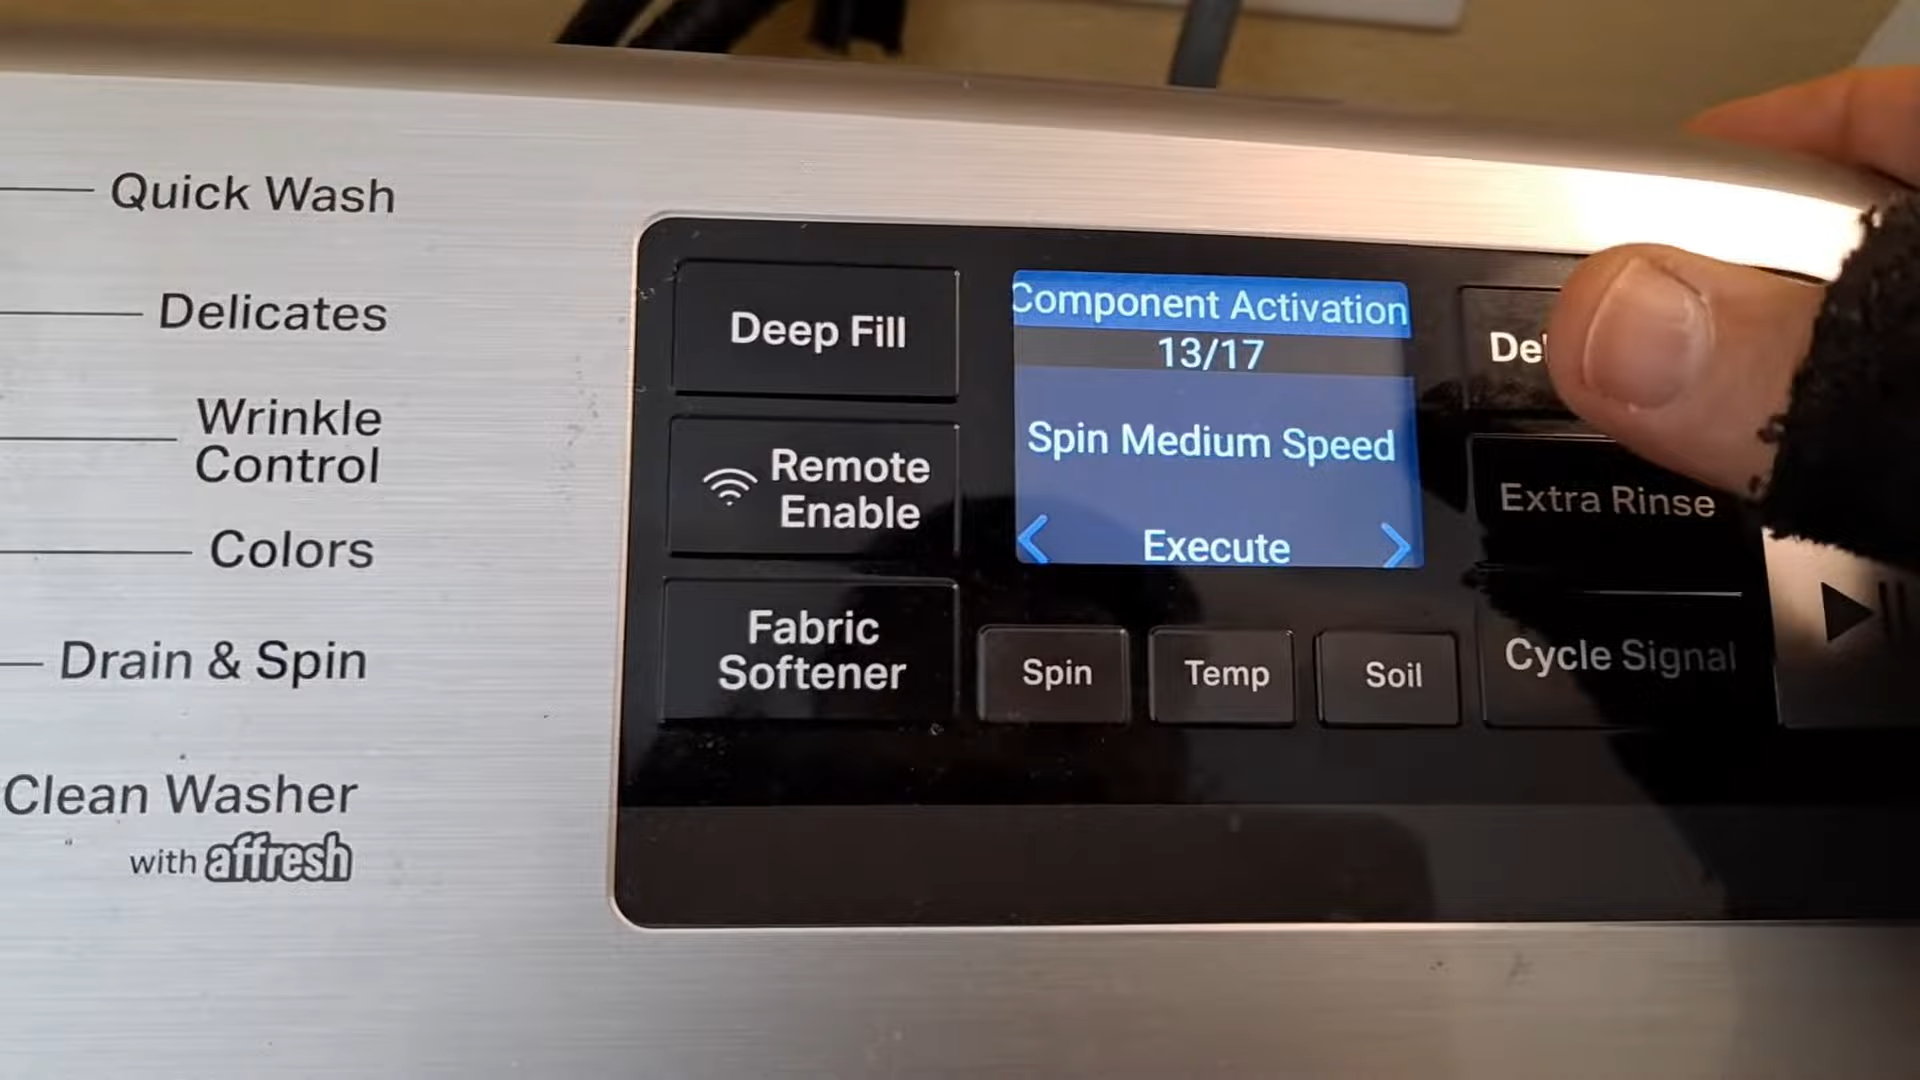 Quick Wash
Delicates
Wrinkle
Control
Colors
Drain & Spin
Clean Washer
with affresh
Deep Fill
Remote
Enable
Fabric
Softener
Component Activation
13/17
Spin Medium Speed
< Execute >
Spin
Temp
Soil
De
Extra Rinse
Cycle Signal